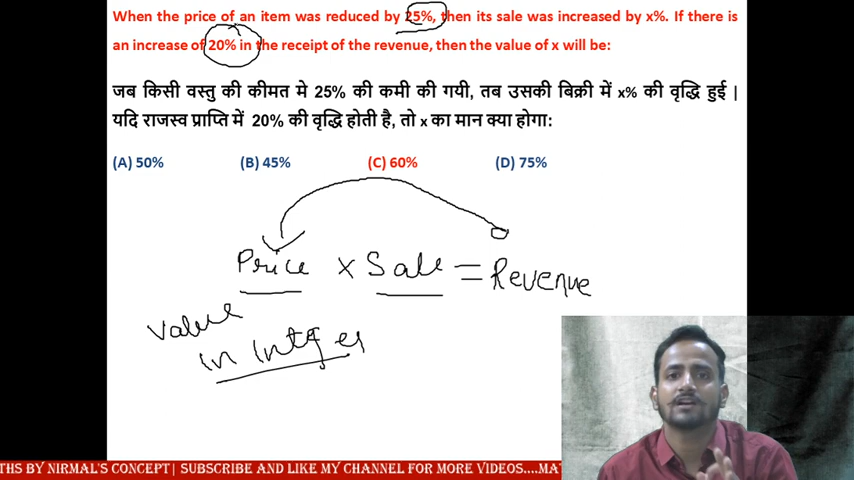 When the price of an item was reduced by 25%, then its sale was increased by x%. If there is
an increase of 20% in the receipt of the revenue, then the value of x will be:
जब किसी वस्तु की कीमत मे 25% की कमी की गयी, तब उसकी बिक्री में x% की वृद्धि हुई |
यदि राजस्व प्राप्ति में 20% की वृद्धि होती है, तो x का मान क्या होगा:
(A) 50% (B) 45% (C) 60% (D) 75%
Price x Sale = Revenue
value
in Integer
THS BY NIRMAL'S CONCEPT| SUBSCRIBE AND LIKE MY CHANNEL FOR MORE VIDEOS....MA